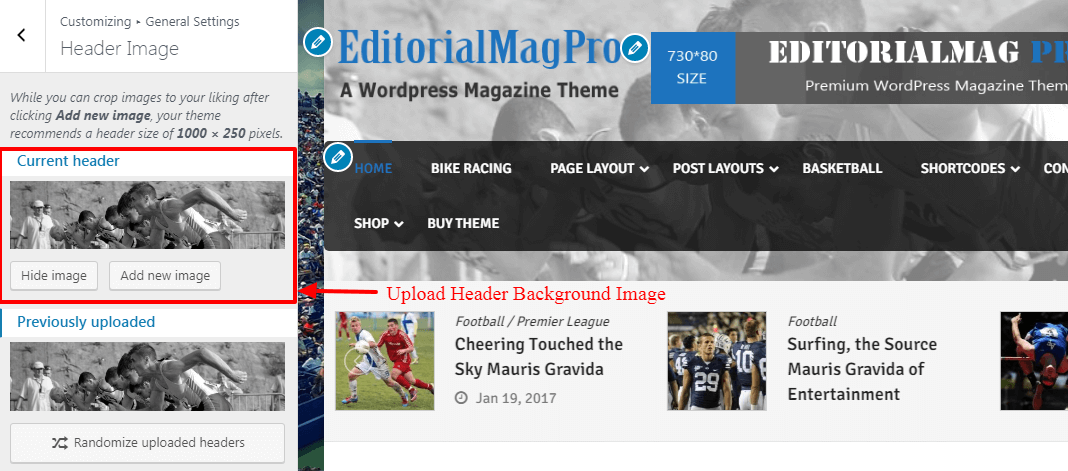 Customizing ▸ General Settings
Header Image
While you can crop images to your liking after
clicking Add new image, your theme
recommends a header size of 1000 × 250 pixels.
Current header
Hide image
Add new image
Previously uploaded
Randomize uploaded headers
EditorialMagPro
A Wordpress Magazine Theme
730*80
SIZE
EDITORIALMAG PR
Premium WordPress Magazine Them
HOME
BIKE RACING
PAGE LAYOUT
POST LAYOUTS
BASKETBALL
SHORTCODES
CON
SHOP
BUY THEME
Upload Header Background Image
Football / Premier League
Cheering Touched the
Sky Mauris Gravida
Jan 19, 2017
29
10
Football
Surfing, the Source
Mauris Gravida of
Entertainment